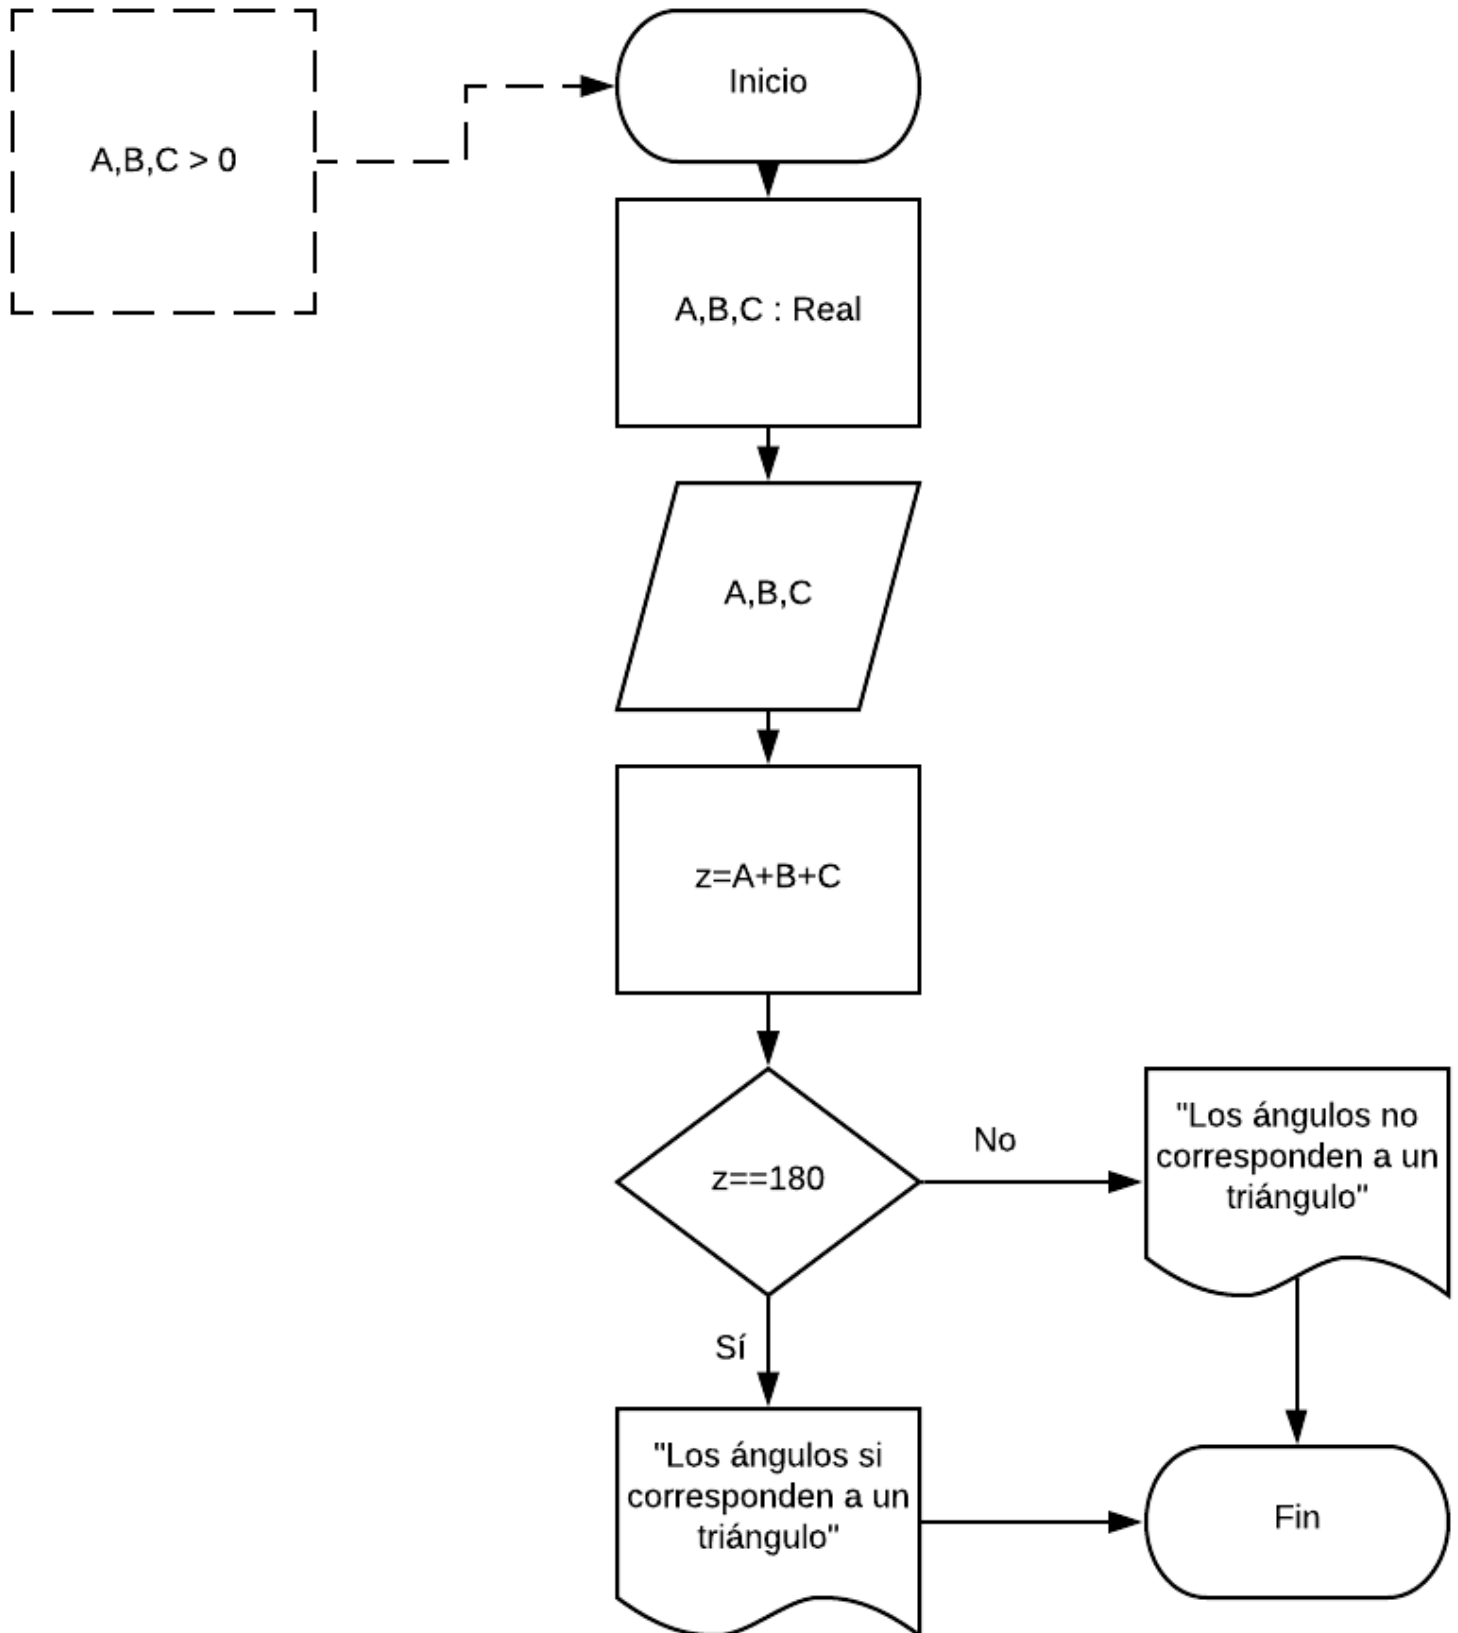 A,B,C > 0
Inicio
A,B,C : Real
A,B,C
z=A+B+C
z==180
No
"Los ángulos no
corresponden a un
triángulo"
Sí
"Los ángulos si
corresponden a un
triángulo"
Fin